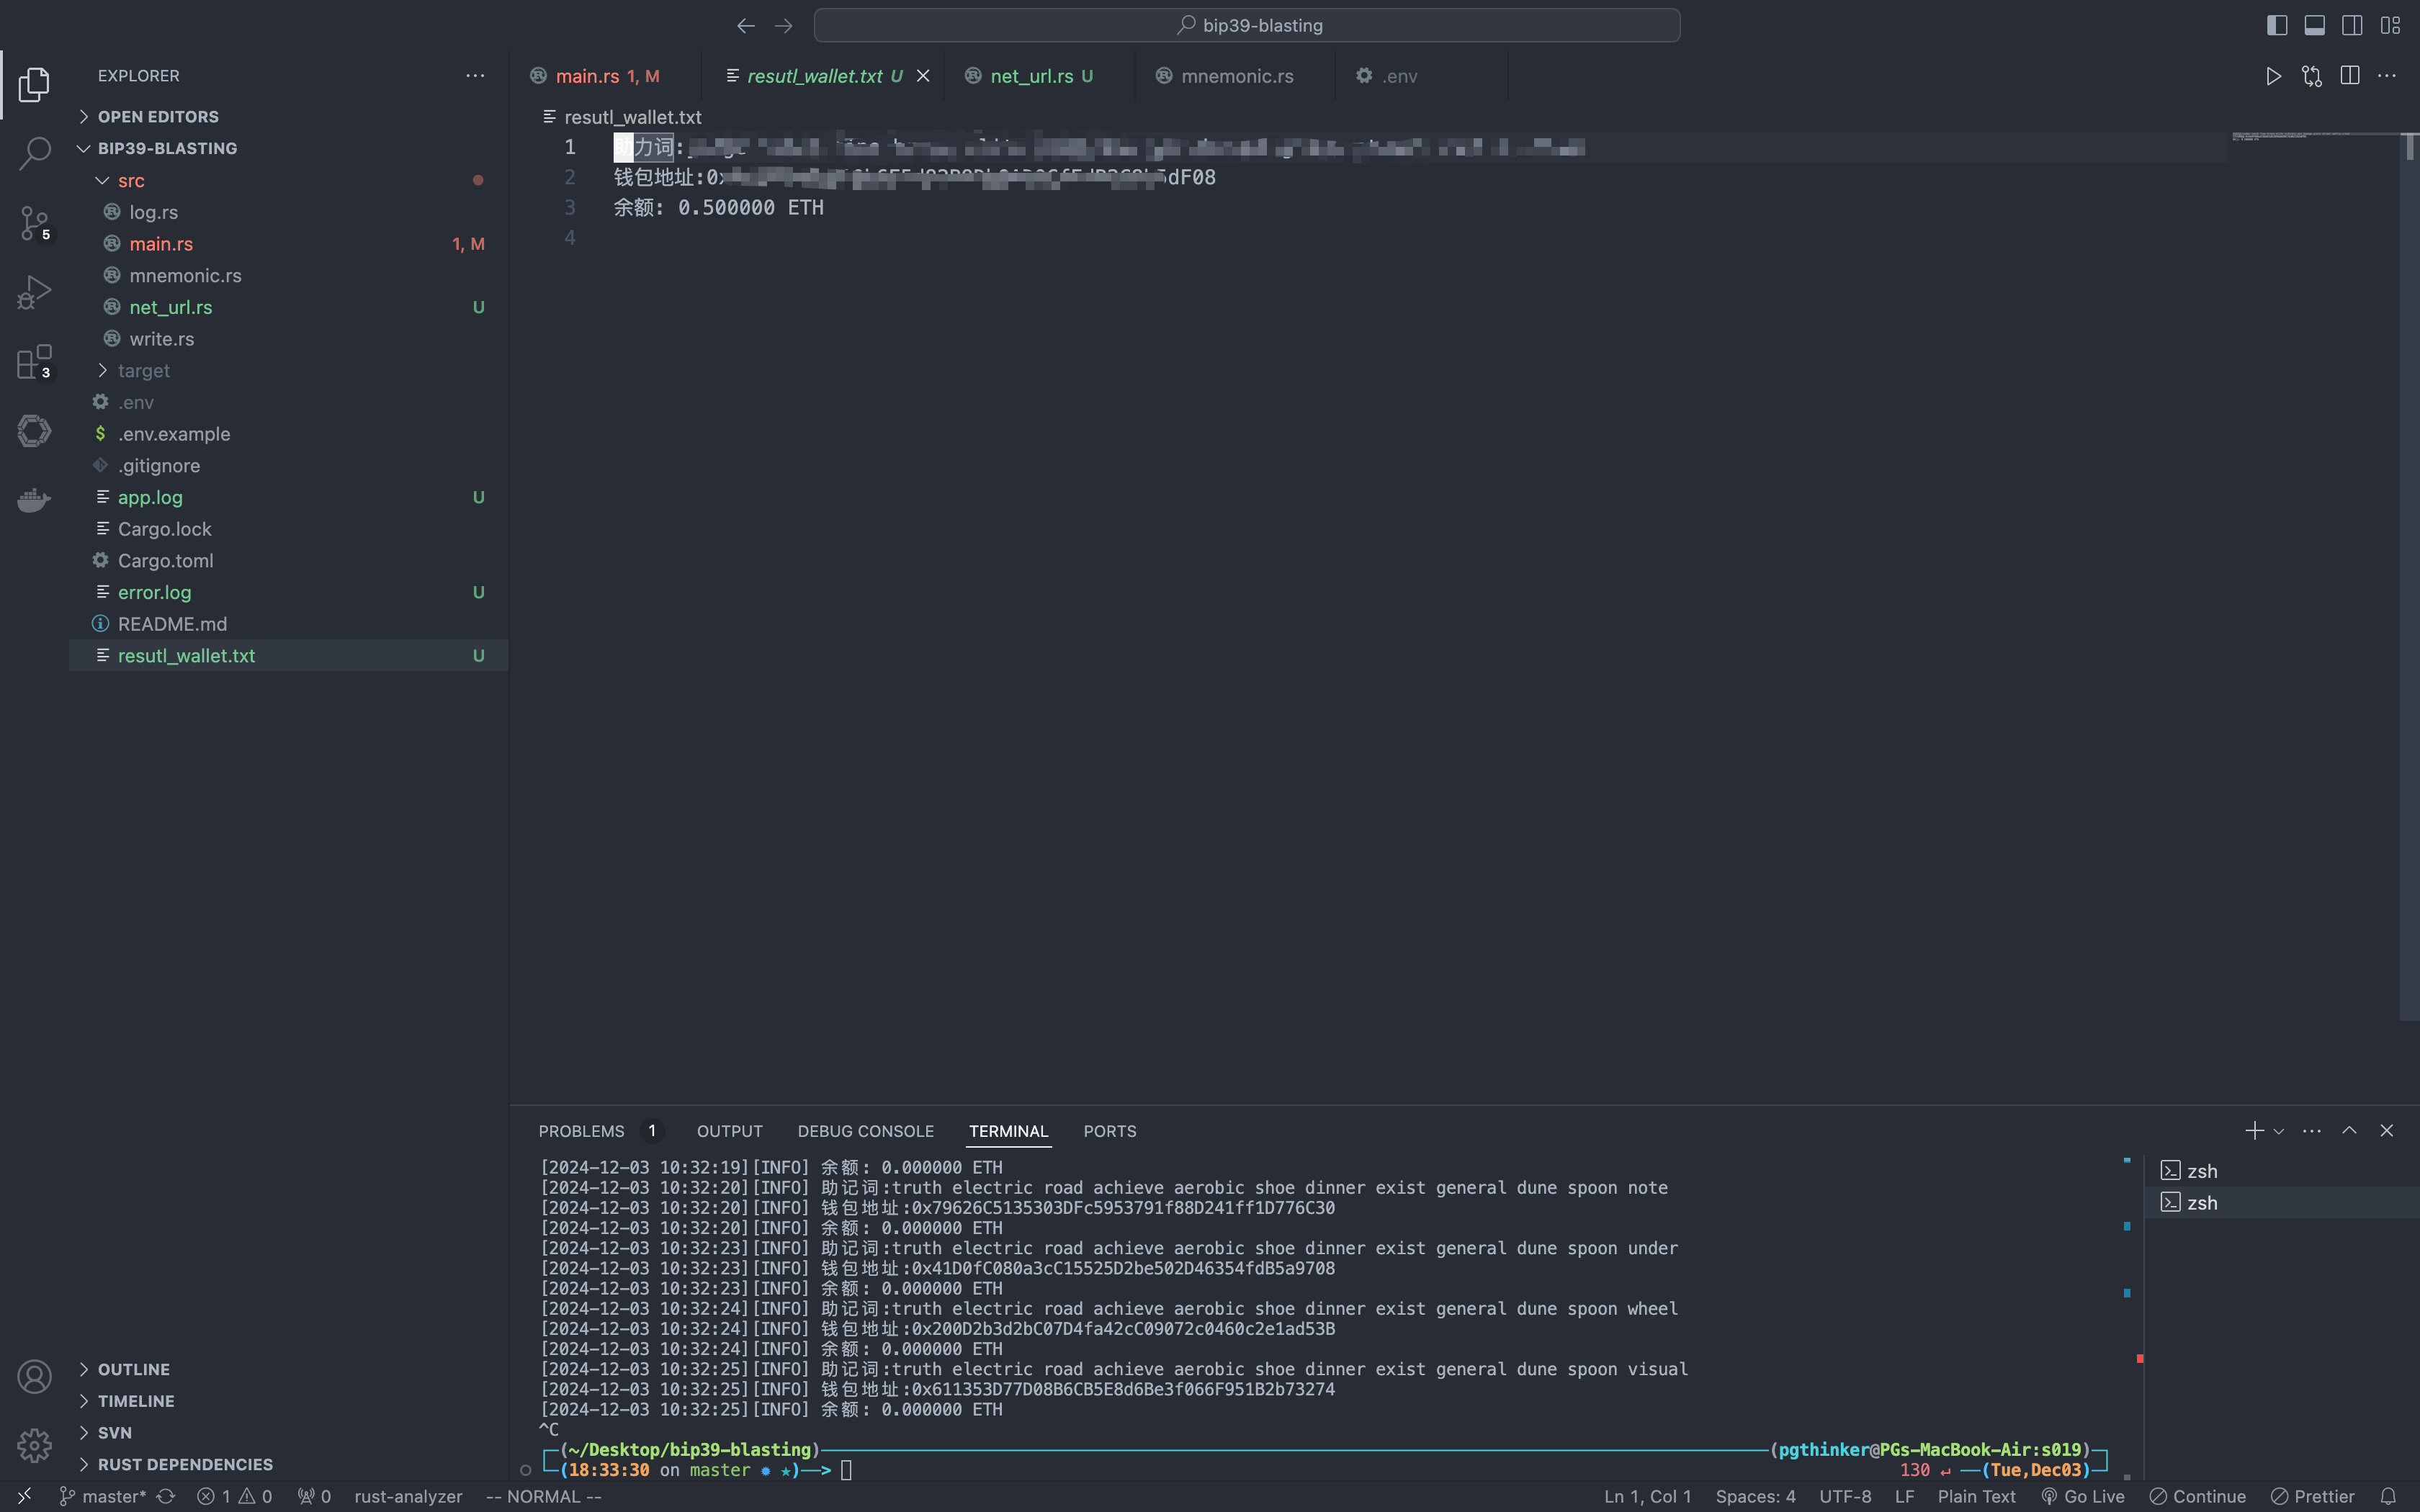 bip39-blasting
EXPLORER
OPEN EDITORS
BIP39-BLASTING
src
log.rs
main.rs 1, M
mnemonic.rs
net_url.rs U
write.rs
target
.env
.env.example
.gitignore
app.log U
Cargo.lock
Cargo.toml
error.log U
README.md
resutl_wallet.txt U
OUTLINE
TIMELINE
SVN
RUST DEPENDENCIES
5
3
main.rs 1, M
resutl_wallet.txt U
net_url.rs U
mnemonic.rs
.env
resutl_wallet.txt
1 助力词:
2 钱包地址:0x dF08
3 余额: 0.500000 ETH
4
PROBLEMS 1 OUTPUT DEBUG CONSOLE TERMINAL PORTS
[2024-12-03 10:32:19][INFO] 余额: 0.000000 ETH
[2024-12-03 10:32:20][INFO] 助记词:truth electric road achieve aerobic shoe dinner exist general dune spoon note
[2024-12-03 10:32:20][INFO] 钱包地址:0x79626C5135303DFc5953791f88D241ff1D776C30
[2024-12-03 10:32:20][INFO] 余额: 0.000000 ETH
[2024-12-03 10:32:23][INFO] 助记词:truth electric road achieve aerobic shoe dinner exist general dune spoon under
[2024-12-03 10:32:23][INFO] 钱包地址:0x41D0fC080a3cC15525D2be502D46354fdB5a9708
[2024-12-03 10:32:23][INFO] 余额: 0.000000 ETH
[2024-12-03 10:32:24][INFO] 助记词:truth electric road achieve aerobic shoe dinner exist general dune spoon wheel
[2024-12-03 10:32:24][INFO] 钱包地址:0x200D2b3d2bC07D4fa42cC09072c0460c2e1ad53B
[2024-12-03 10:32:24][INFO] 余额: 0.000000 ETH
[2024-12-03 10:32:25][INFO] 助记词:truth electric road achieve aerobic shoe dinner exist general dune spoon visual
[2024-12-03 10:32:25][INFO] 钱包地址:0x611353D77D08B6CB5E8d6Be3f066F951B2b73274
[2024-12-03 10:32:25][INFO] 余额: 0.000000 ETH
^C
(~/Desktop/bip39-blasting) (pgthinker@PGs-MacBook-Air:s019)
(18:33:30 on master ✹ ★)──> 130 ↵ ──(Tue,Dec03)
zsh
zsh
master* 1 0 0 rust-analyzer -- NORMAL -- Ln 1, Col 1 Spaces: 4 UTF-8 LF Plain Text Go Live Continue Prettier